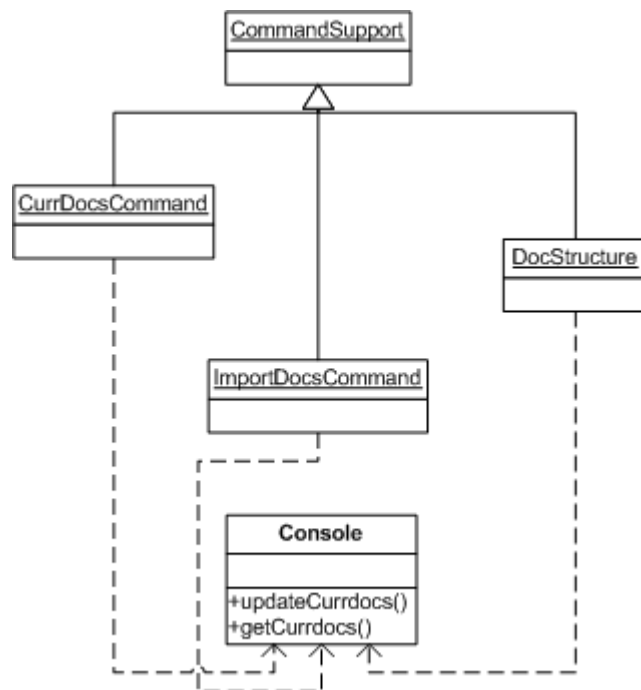 CommandSupport
CurrDocsCommand
DocStructure
ImportDocsCommand
Console
+updateCurrdocs()
+getCurrdocs()